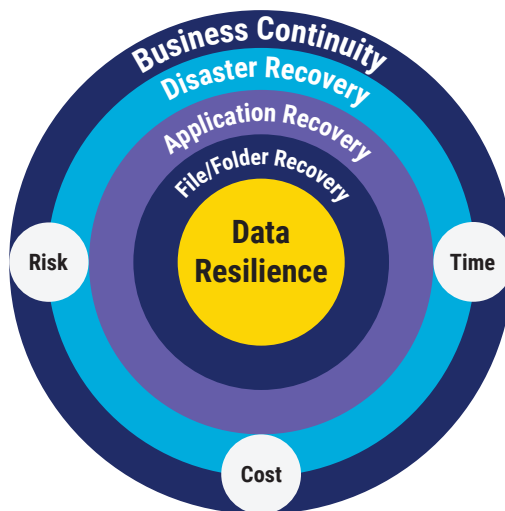 Business Continuity
Disaster Recovery
Application Recovery
File/Folder Recovery
Data
Resilience
Risk
Time
Cost